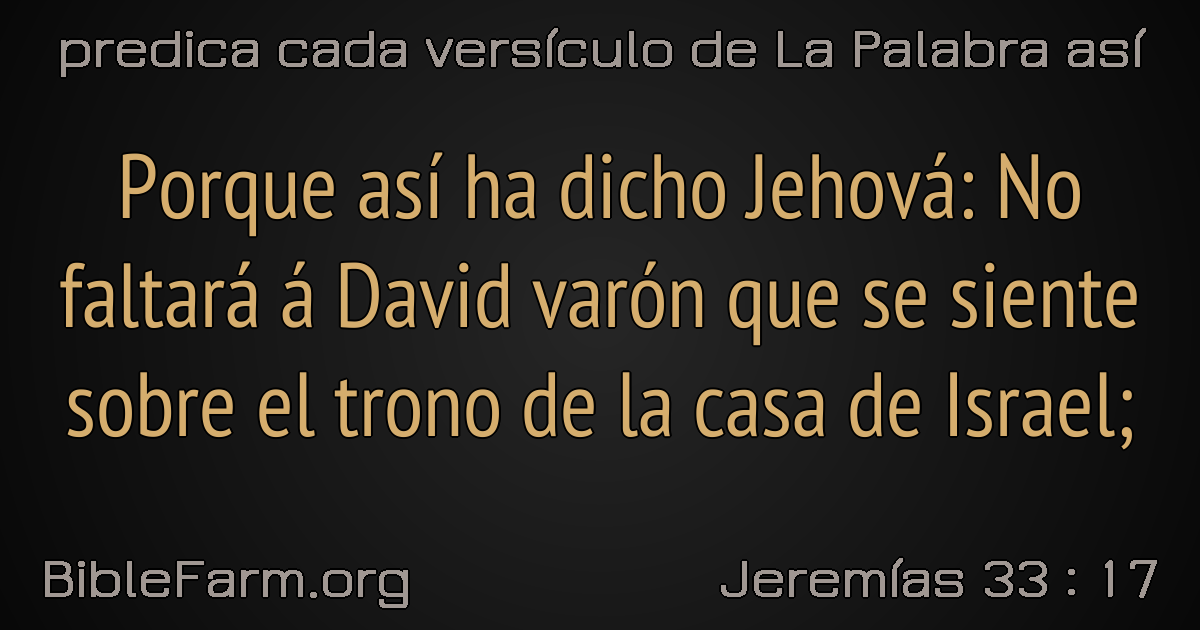 predica cada versículo de La Palabra así
Porque así ha dicho Jehová: No
faltará á David varón que se siente
sobre el trono de la casa de Israel;
BibleFarm.org
Jeremías 33 : 17